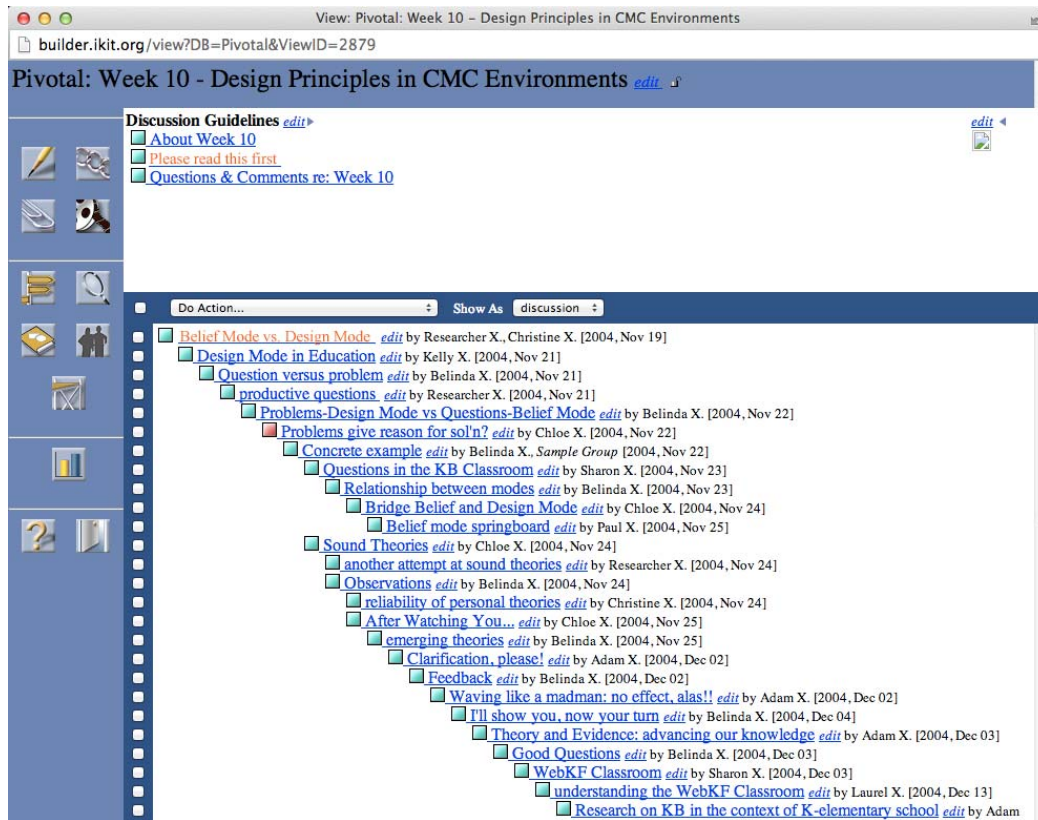 View: Pivotal: Week 10 – Design Principles in CMC Environments
builder.ikit.org/view?DB=Pivotal&ViewID=2879
Pivotal: Week 10 - Design Principles in CMC Environments edit
Discussion Guidelines edit
edit
About Week 10
Please read this first
Questions & Comments re: Week 10
Do Action... Show As discussion
Belief Mode vs. Design Mode edit by Researcher X., Christine X. [2004, Nov 19]
Design Mode in Education edit by Kelly X. [2004, Nov 21]
Question versus problem edit by Belinda X. [2004, Nov 21]
productive questions edit by Researcher X. [2004, Nov 21]
Problems-Design Mode vs Questions-Belief Mode edit by Belinda X. [2004, Nov 22]
Problems give reason for sol'n? edit by Chloe X. [2004, Nov 22]
Concrete example edit by Belinda X., Sample Group [2004, Nov 22]
Questions in the KB Classroom edit by Sharon X. [2004, Nov 23]
Relationship between modes edit by Belinda X. [2004, Nov 23]
Bridge Belief and Design Mode edit by Chloe X. [2004, Nov 24]
Belief mode springboard edit by Paul X. [2004, Nov 25]
Sound Theories edit by Chloe X. [2004, Nov 24]
another attempt at sound theories edit by Researcher X. [2004, Nov 24]
Observations edit by Belinda X. [2004, Nov 24]
reliability of personal theories edit by Christine X. [2004, Nov 24]
After Watching You... edit by Chloe X. [2004, Nov 25]
emerging theories edit by Belinda X. [2004, Nov 25]
Clarification, please! edit by Adam X. [2004, Dec 02]
Feedback edit by Belinda X. [2004, Dec 02]
Waving like a madman: no effect, alas!! edit by Adam X. [2004, Dec 02]
I'll show you, now your turn edit by Belinda X. [2004, Dec 04]
Theory and Evidence: advancing our knowledge edit by Adam X. [2004, Dec 03]
Good Questions edit by Belinda X. [2004, Dec 03]
WebKF Classroom edit by Sharon X. [2004, Dec 03]
understanding the WebKF Classroom edit by Laurel X. [2004, Dec 13]
Research on KB in the context of K-elementary school edit by Adam